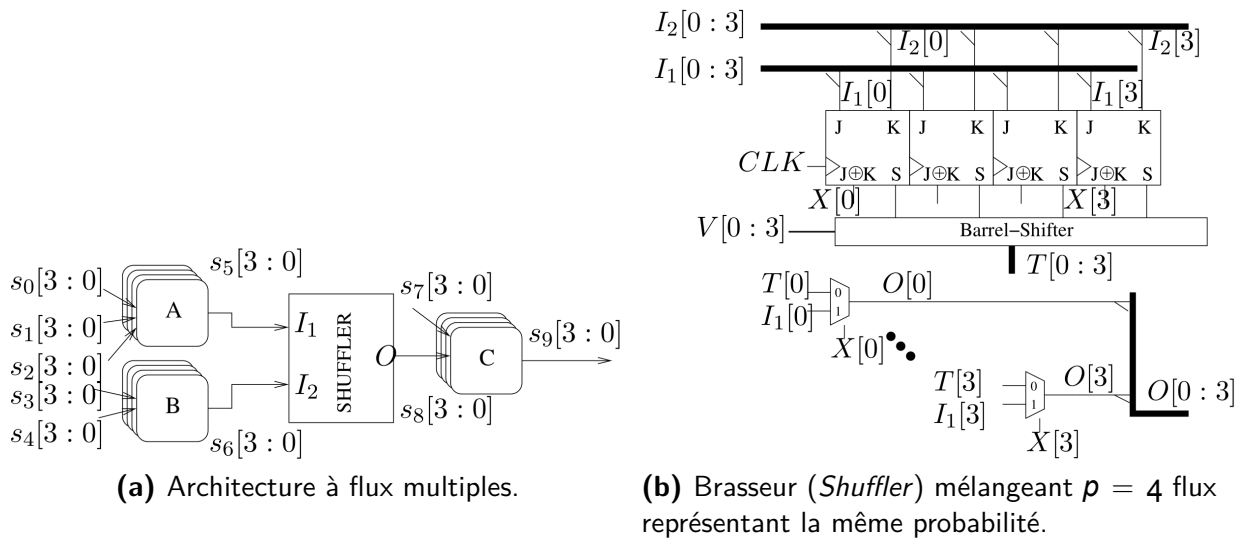 s₀[3 : 0]
s₁[3 : 0]
s₂[3 : 0]
s₃[3 : 0]
s₄[3 : 0]
A
B
s₅[3 : 0]
s₆[3 : 0]
I₁
I₂
SHUFFLER
O
s₇[3 : 0]
s₈[3 : 0]
C
s₉[3 : 0]
(a) Architecture à flux multiples.
I₂[0 : 3]
I₂[0]
I₂[3]
I₁[0 : 3]
I₁[0]
I₁[3]
J K J K J K J K
CLK
J⊕K S J⊕K S J⊕K S J⊕K S
X[0]
X[3]
V[0 : 3]
Barrel–Shifter
T[0 : 3]
T[0]
0
O[0]
I₁[0]
1
X[0]
T[3]
0
O[3]
O[0 : 3]
I₁[3]
1
X[3]
(b) Brasseur (Shuffler) mélangeant p = 4 flux
représentant la même probabilité.